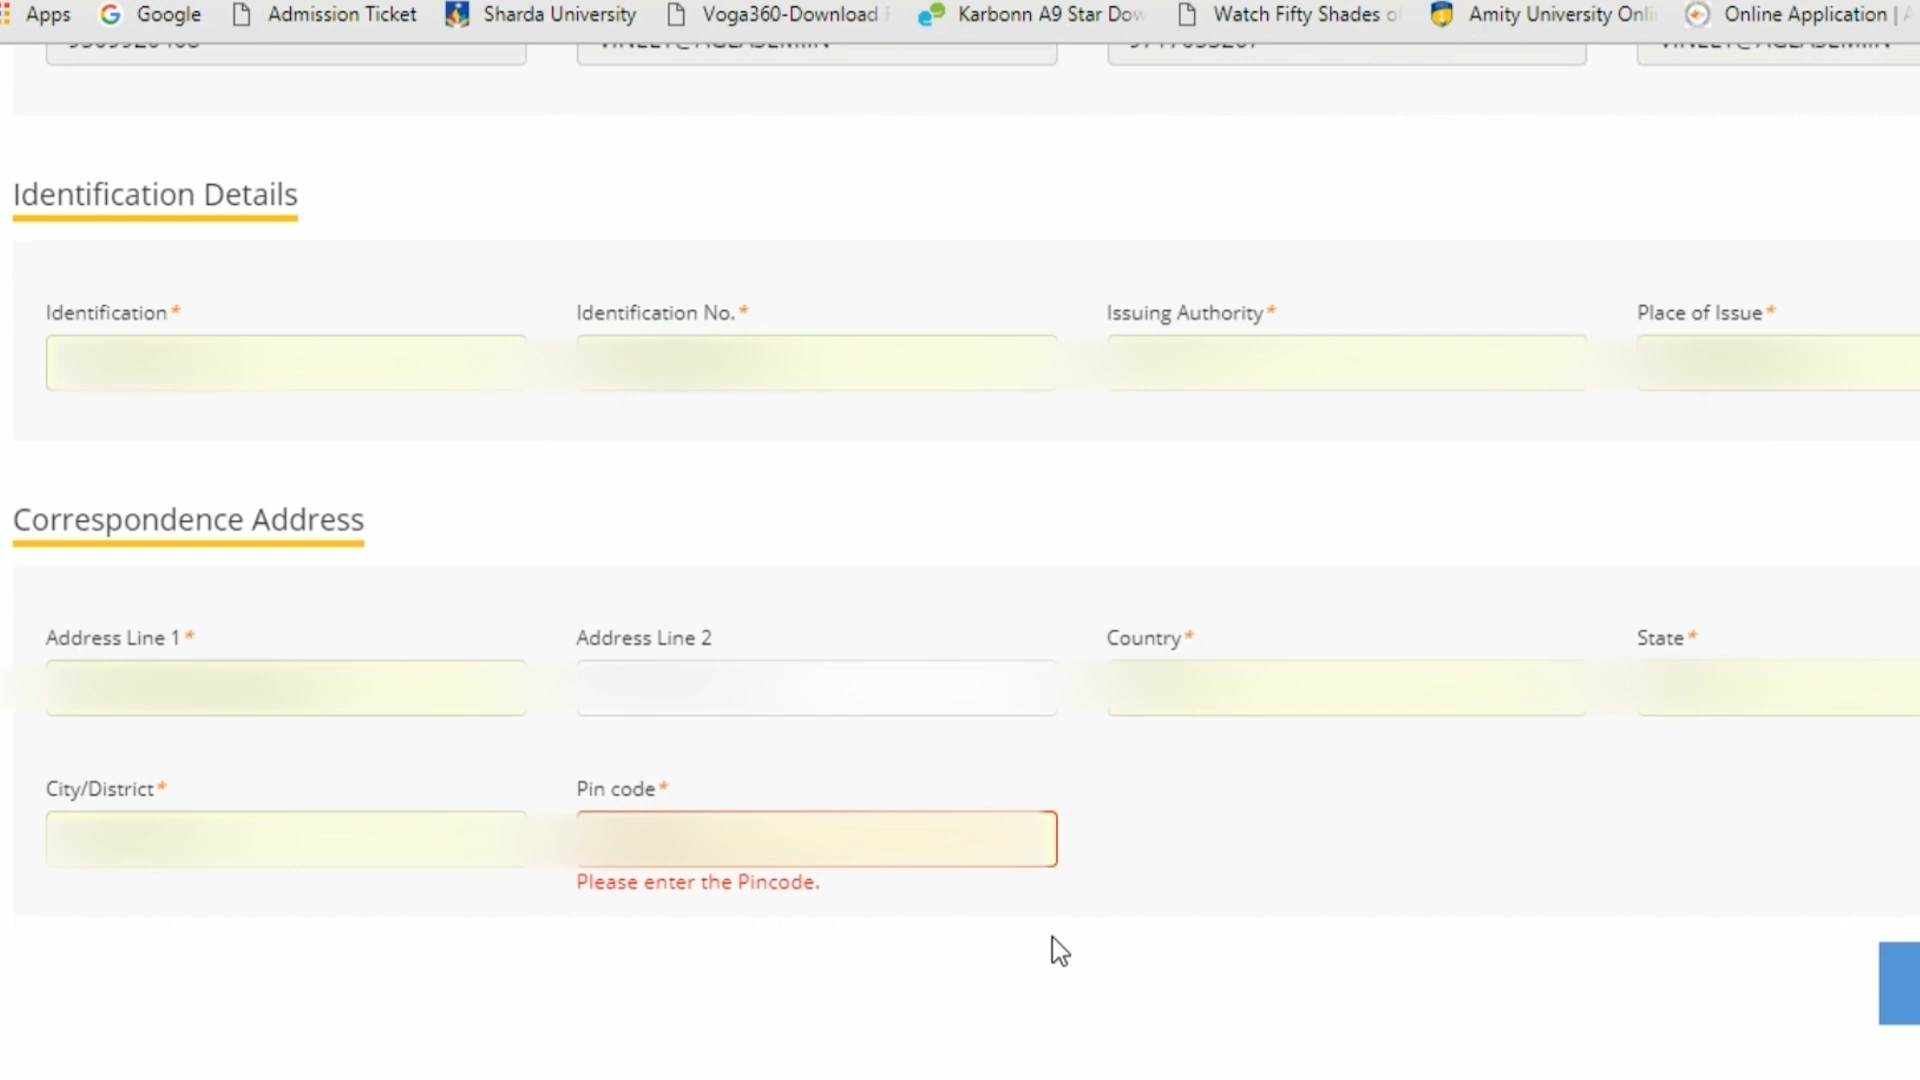 Apps Google Admission Ticket Sharda University Voga360-Download Karbonn A9 Star Dow Watch Fifty Shades Amity University Onli Online Application |
Identification Details
Identification* Identification No.* Issuing Authority* Place of Issue*
Correspondence Address
Address Line 1* Address Line 2 Country* State*
City/District* Pin code*
Please enter the Pincode.